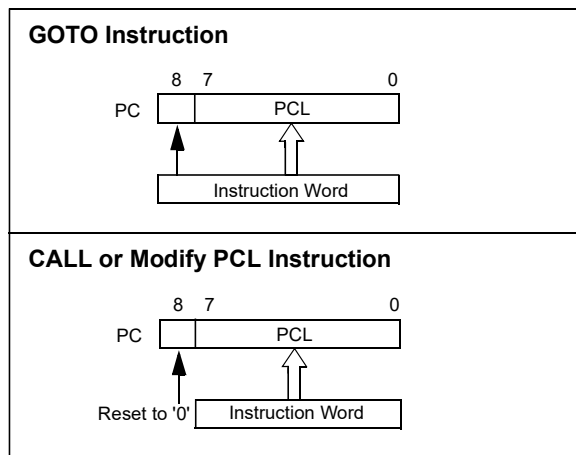 GOTO Instruction
8 7 0
PC PCL
Instruction Word
CALL or Modify PCL Instruction
8 7 0
PC PCL
Reset to '0' Instruction Word